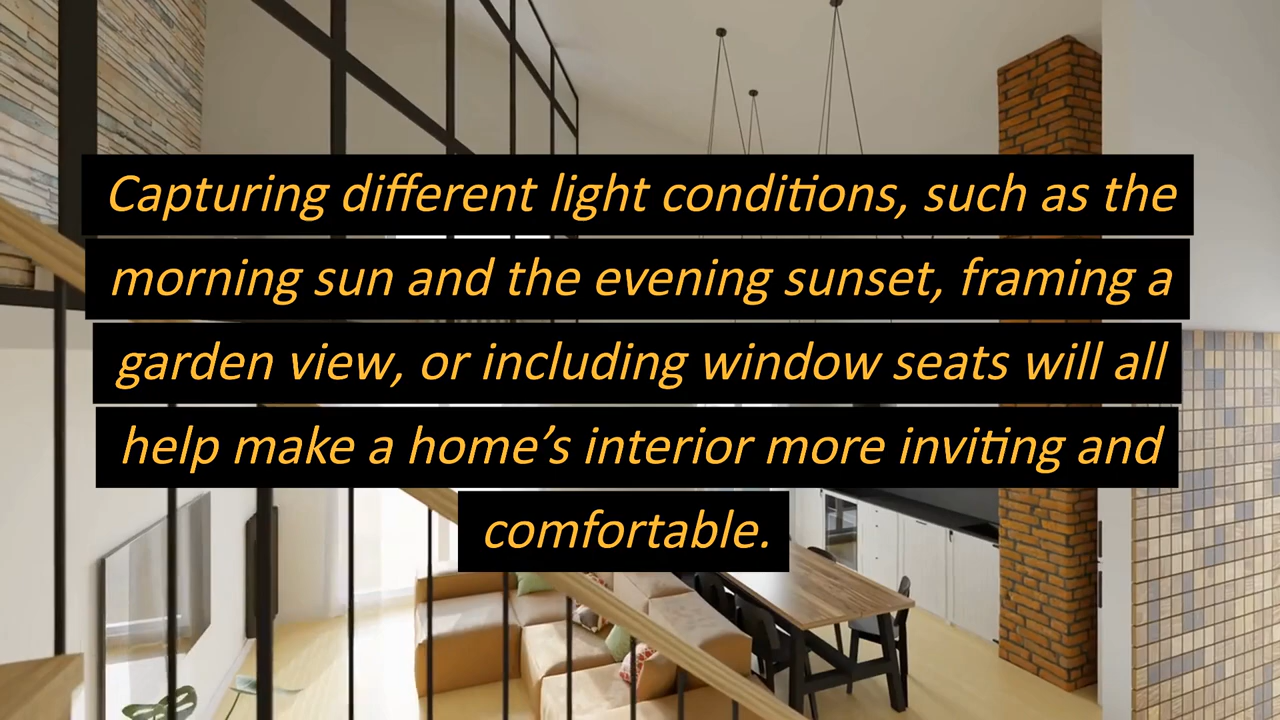 Capturing different light conditions, such as the
morning sun and the evening sunset, framing a
garden view, or including window seats will all
help make a home’s interior more inviting and
comfortable.